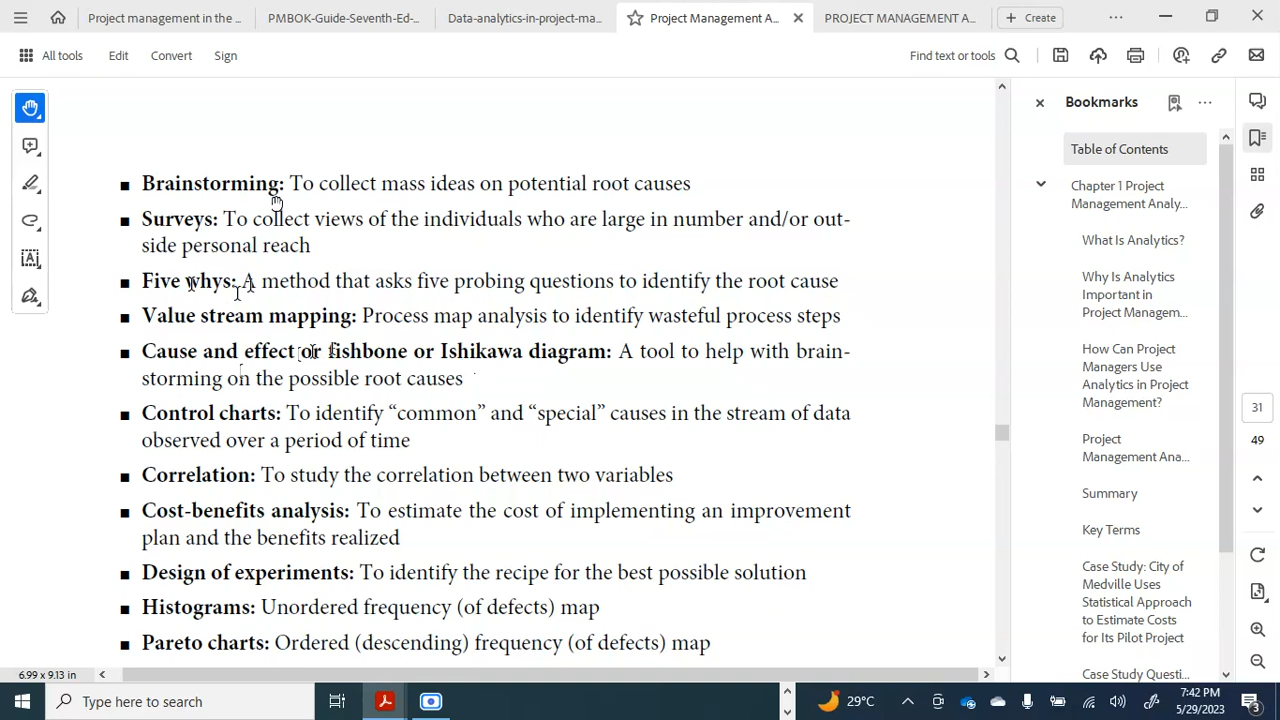 Project management in the ...
PMBOK-Guide-Seventh-Ed-...
Data-analytics-in-project-ma...
Project Management A...
PROJECT MANAGEMENT A...
Create
All tools
Edit
Convert
Sign
Find text or tools
Bookmarks
■ Brainstorming: To collect mass ideas on potential root causes
■ Surveys: To collect views of the individuals who are large in number and/or out-
side personal reach
■ Five whys: A method that asks five probing questions to identify the root cause
■ Value stream mapping: Process map analysis to identify wasteful process steps
■ Cause and effect or fishbone or Ishikawa diagram: A tool to help with brain-
storming on the possible root causes
■ Control charts: To identify “common” and “special” causes in the stream of data
observed over a period of time
■ Correlation: To study the correlation between two variables
■ Cost-benefits analysis: To estimate the cost of implementing an improvement
plan and the benefits realized
■ Design of experiments: To identify the recipe for the best possible solution
■ Histograms: Unordered frequency (of defects) map
■ Pareto charts: Ordered (descending) frequency (of defects) map
Table of Contents
Chapter 1 Project
Management Analy...
What Is Analytics?
Why Is Analytics
Important in
Project Managem...
How Can Project
Managers Use
Analytics in Project
Management?
Project
Management Ana...
Summary
Key Terms
Case Study: City of
Medville Uses
Statistical Approach
to Estimate Costs
for Its Pilot Project
Case Study Questi...
31
49
6.99 x 9.13 in
Type here to search
29°C
7:42 PM
5/29/2023
3